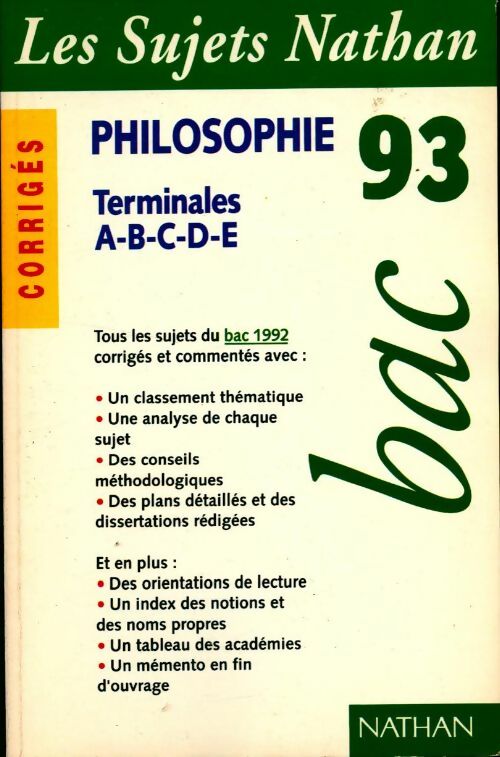 Les Sujets Nathan
CORRIGÉS
PHILOSOPHIE
93
Terminales
A-B-C-D-E
bac
Tous les sujets du bac 1992
corrigés et commentés avec :
• Un classement thématique
• Une analyse de chaque
sujet
• Des conseils
méthodologiques
• Des plans détaillés et des
dissertations rédigées
Et en plus :
• Des orientations de lecture
• Un index des notions et
des noms propres
• Un tableau des académies
• Un mémento en fin
d'ouvrage
NATHAN